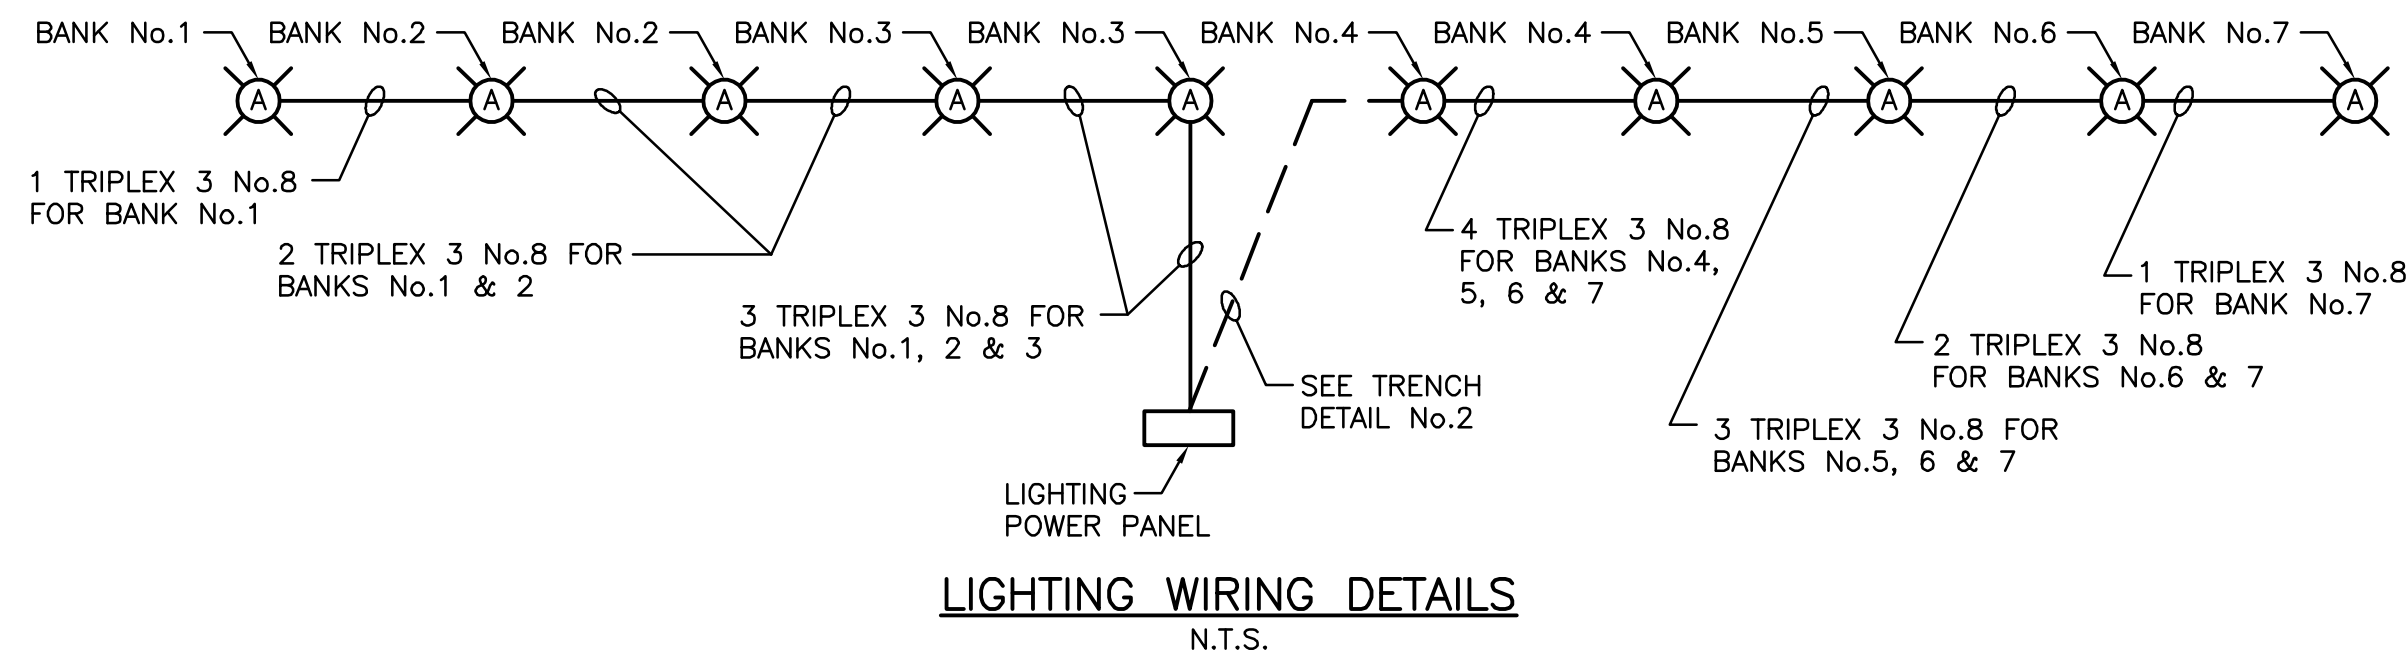 BANK No.1
BANK No.2
BANK No.2
BANK No.3
BANK No.3
BANK No.4
BANK No.4
BANK No.5
BANK No.6
BANK No.7
A
A
A
A
A
A
A
A
A
A
1 TRIPLEX 3 No.8
FOR BANK No.1
2 TRIPLEX 3 No.8 FOR
BANKS No.1 & 2
3 TRIPLEX 3 No.8 FOR
BANKS No.1, 2 & 3
SEE TRENCH
DETAIL No.2
4 TRIPLEX 3 No.8
FOR BANKS No.4,
5, 6 & 7
3 TRIPLEX 3 No.8 FOR
BANKS No.5, 6 & 7
2 TRIPLEX 3 No.8
FOR BANKS No.6 & 7
1 TRIPLEX 3 No.8
FOR BANK No.7
LIGHTING
POWER PANEL
LIGHTING WIRING DETAILS
N.T.S.